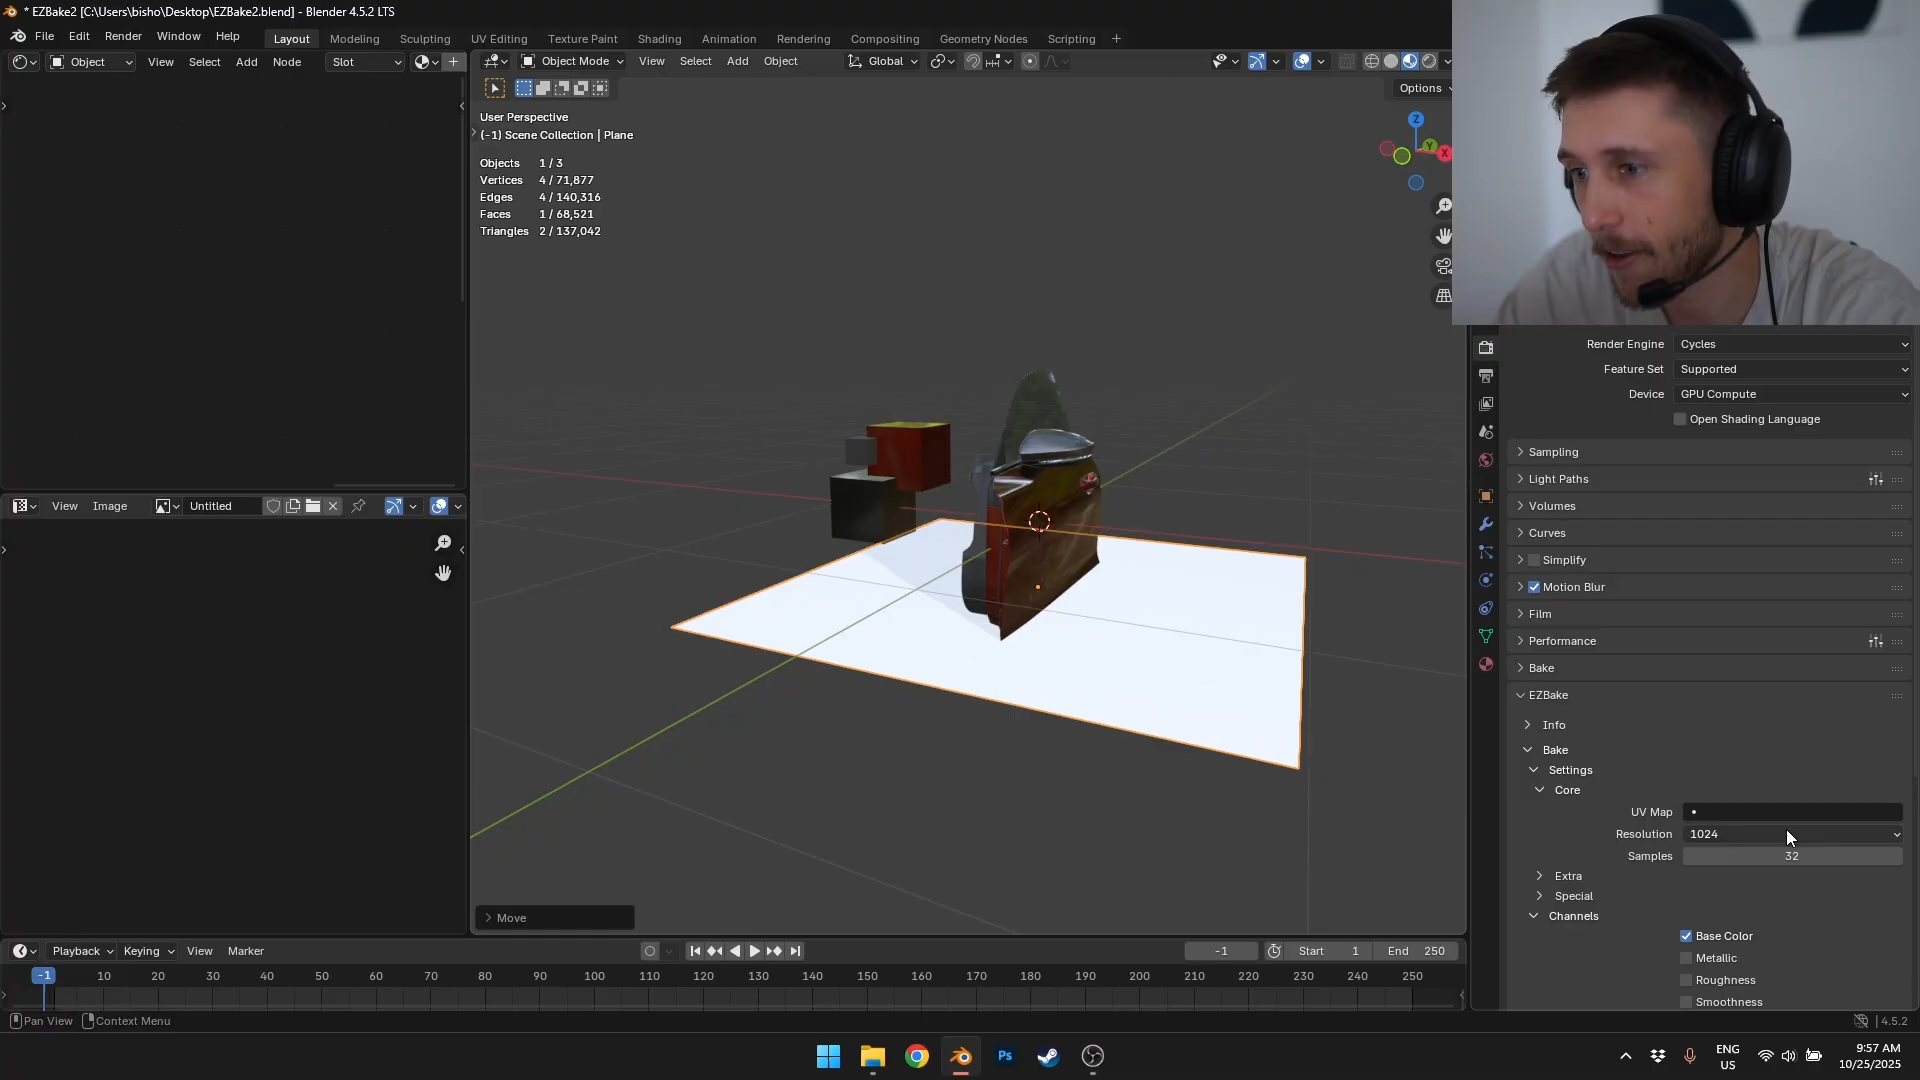 * EZBake2 [C:\Users\bisho\Desktop\EZBake2.blend] - Blender 4.5.2 LTS
File Edit Render Window Help Layout Modeling Sculpting UV Editing Texture Paint Shading Animation Rendering Compositing Geometry Nodes Scripting +
Object View Select Add Object Node Slot
Object Mode View Select Add Object Global
Options
User Perspective
(-1) Scene Collection | Plane
Objects 1 / 3
Vertices 4 / 71,877
Edges 4 / 140,316
Faces 1 / 68,521
Triangles 2 / 137,042
Z
Y
X
Render Engine Cycles
Feature Set Supported
Device GPU Compute
Open Shading Language
Sampling
Light Paths
Volumes
Curves
Simplify
Motion Blur
Film
Performance
Bake
EZBake
Info
Bake
Settings
Core
UV Map
Resolution 1024
Samples 32
Extra
Special
Channels
Base Color
Metallic
Roughness
Smoothness
View Image Untitled
Move
Playback Keying View Marker -1 Start 1 End 250
-1 10 20 30 40 50 60 70 80 90 100 110 120 130 140 150 160 170 180 190 200 210 220 230 240 250
Pan View Context Menu 4.5.2
Ps
ENG
US
9:57 AM
10/25/2025